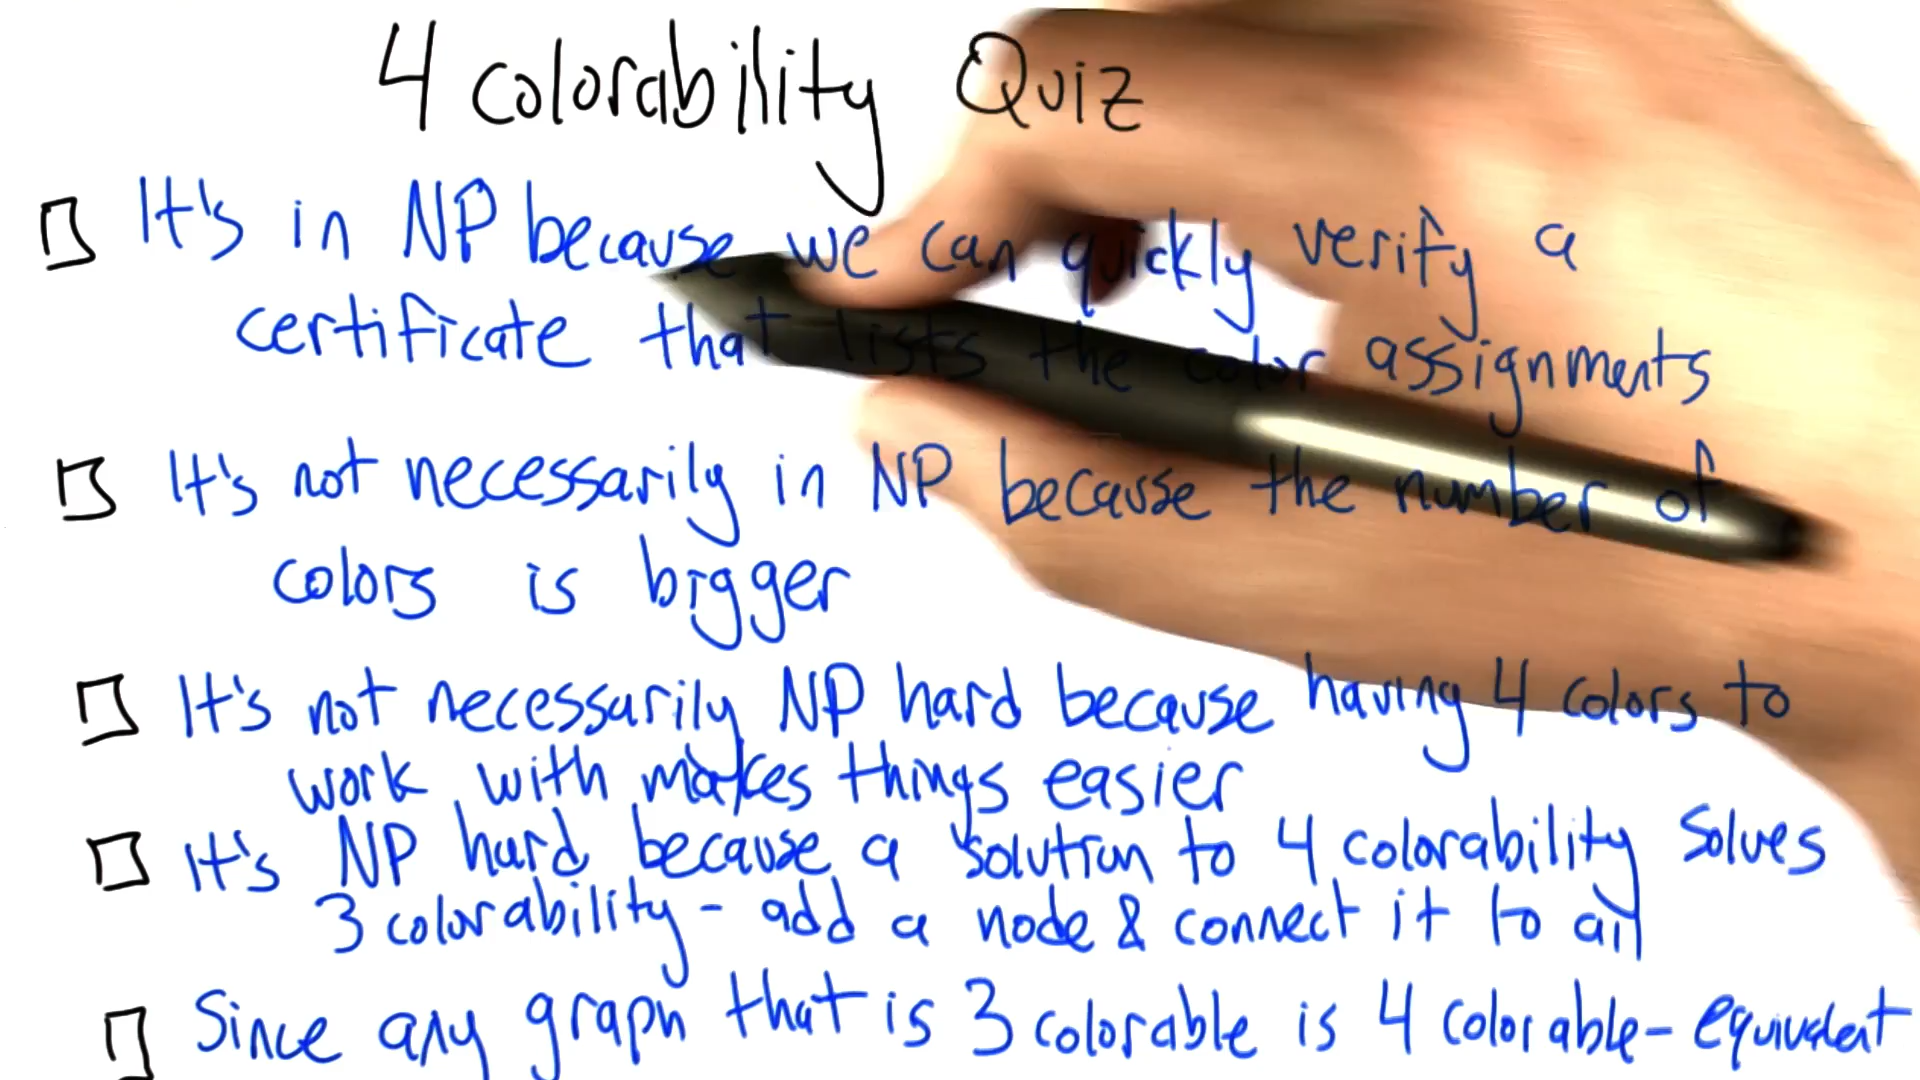 4 colorability Quiz
It's in NP because we can quickly verify a
certificate that lists the color assignments
It's not necessarily in NP because the number of
colors is bigger
It's not necessarily NP hard because having 4 colors to
work with makes things easier
It's NP hard because a solution to 4 colorability solves
3 colorability - add a node & connect it to all
Since any graph that is 3 colorable is 4 colorable - equivalent